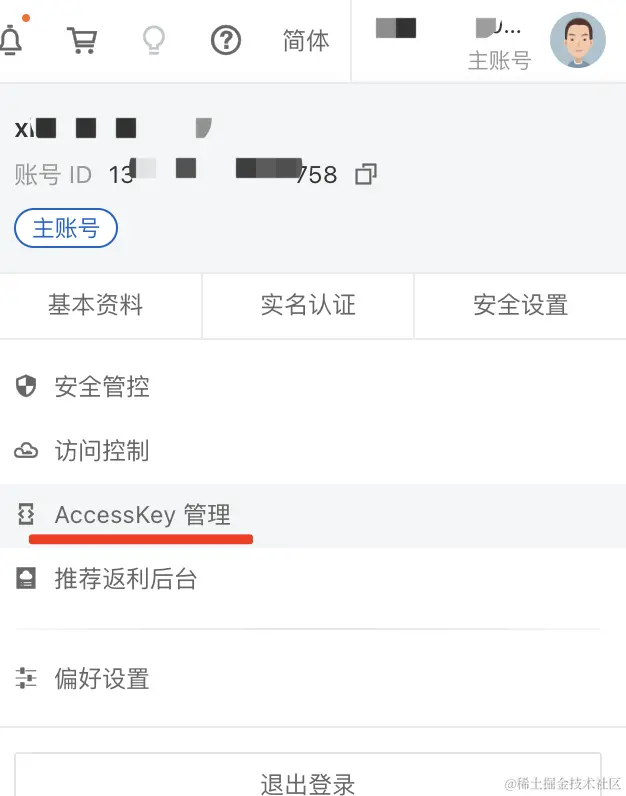 简体
主账号
账号 ID 13 758
主账号
基本资料 实名认证 安全设置
安全管控
访问控制
AccessKey 管理
推荐返利后台
偏好设置
退出登录
@稀土掘金技术社区